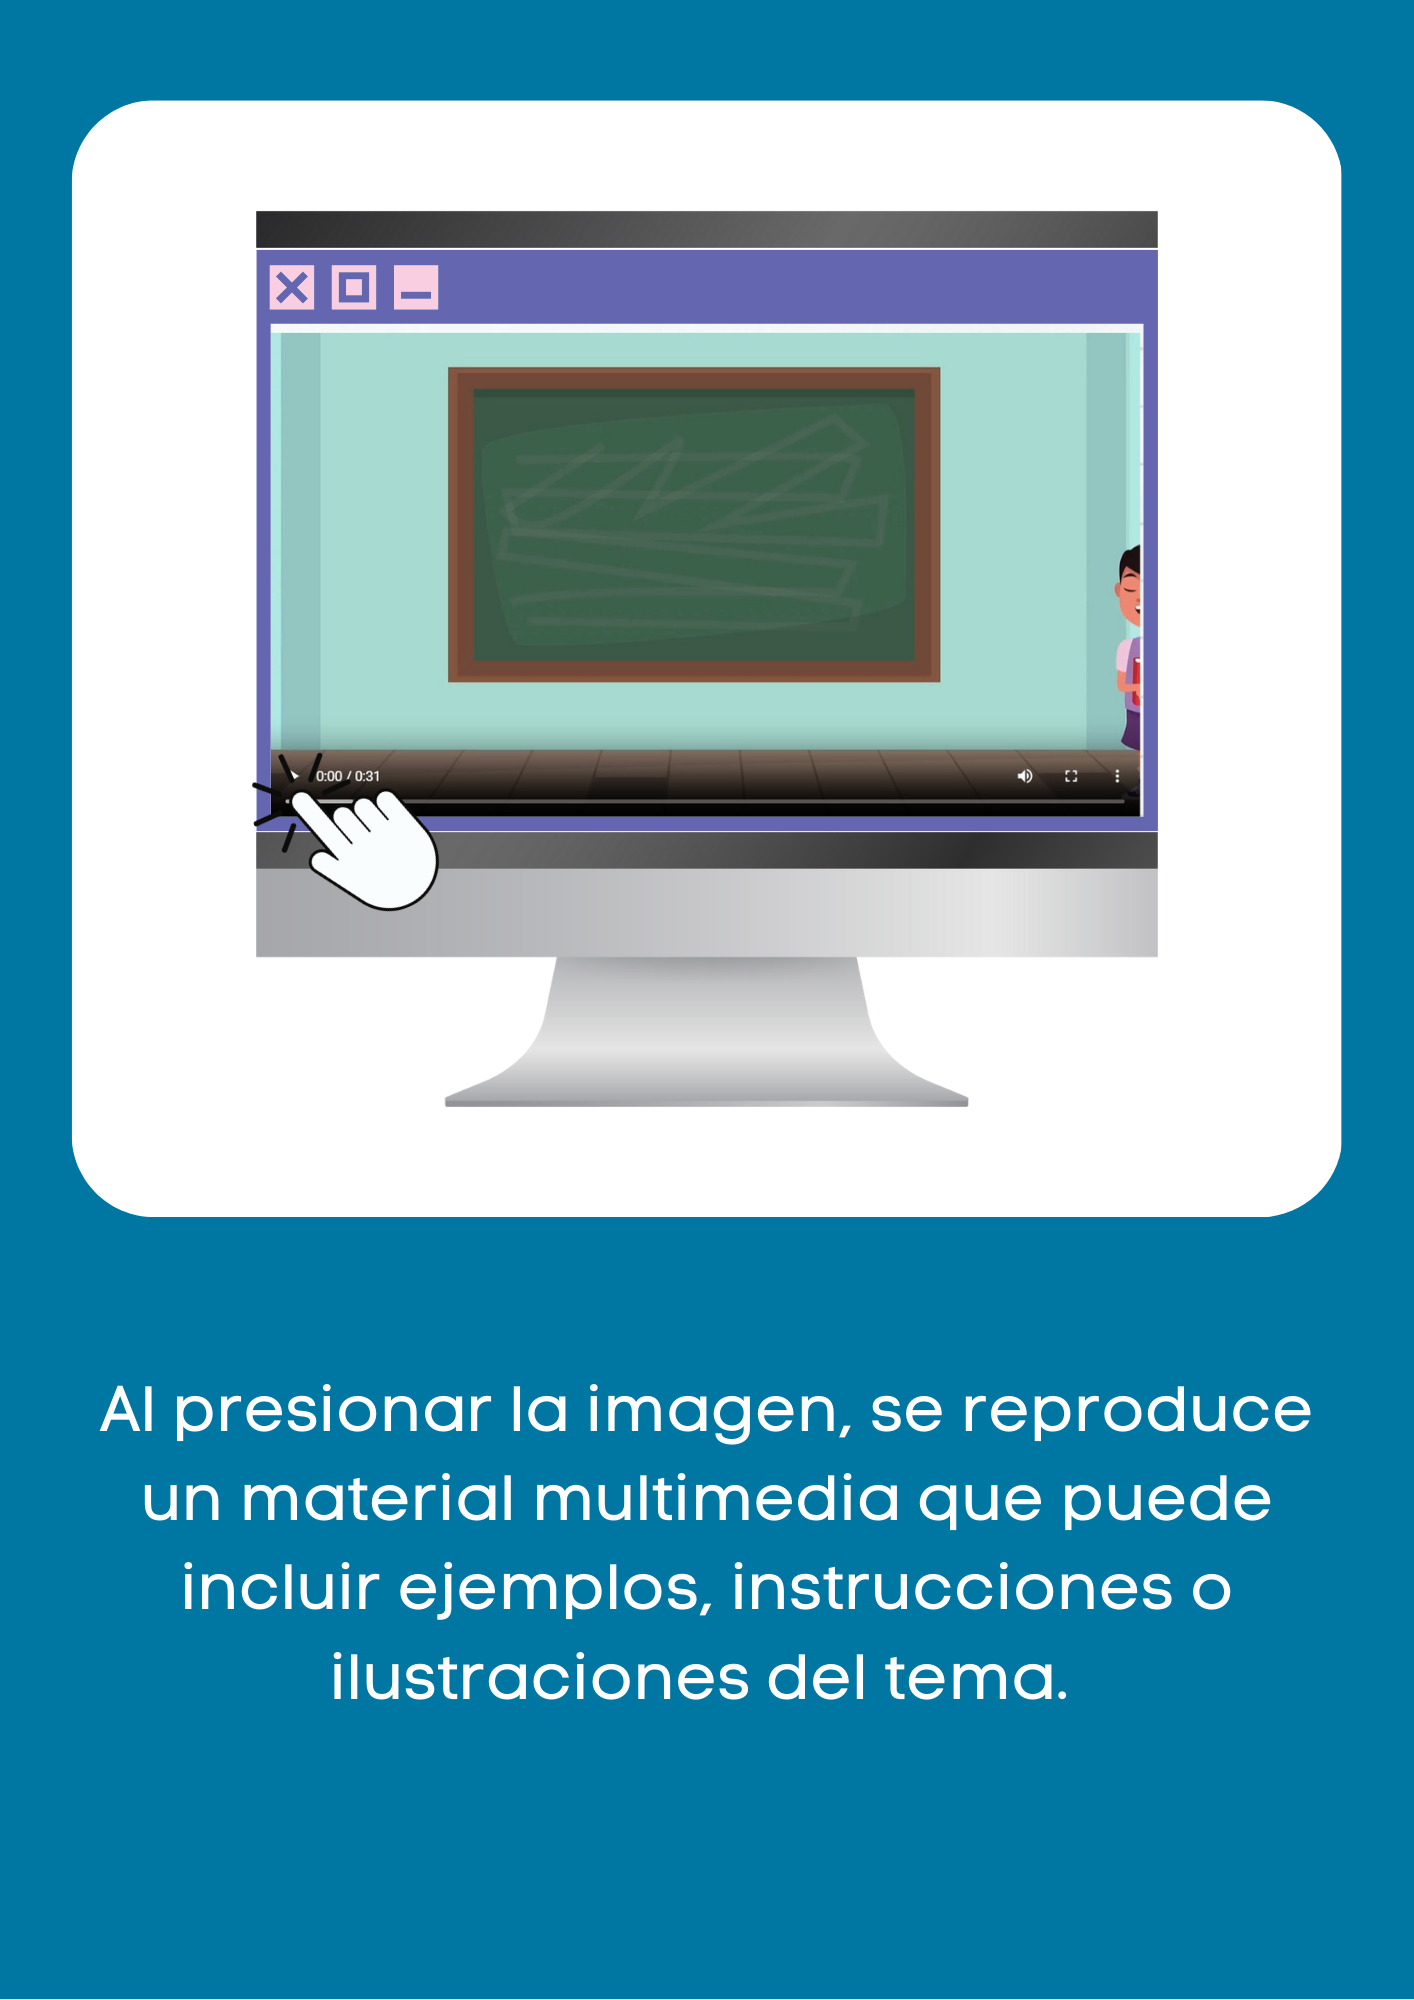 0:00 / 0:31
Al presionar la imagen, se reproduce
un material multimedia que puede
incluir ejemplos, instrucciones o
ilustraciones del tema.